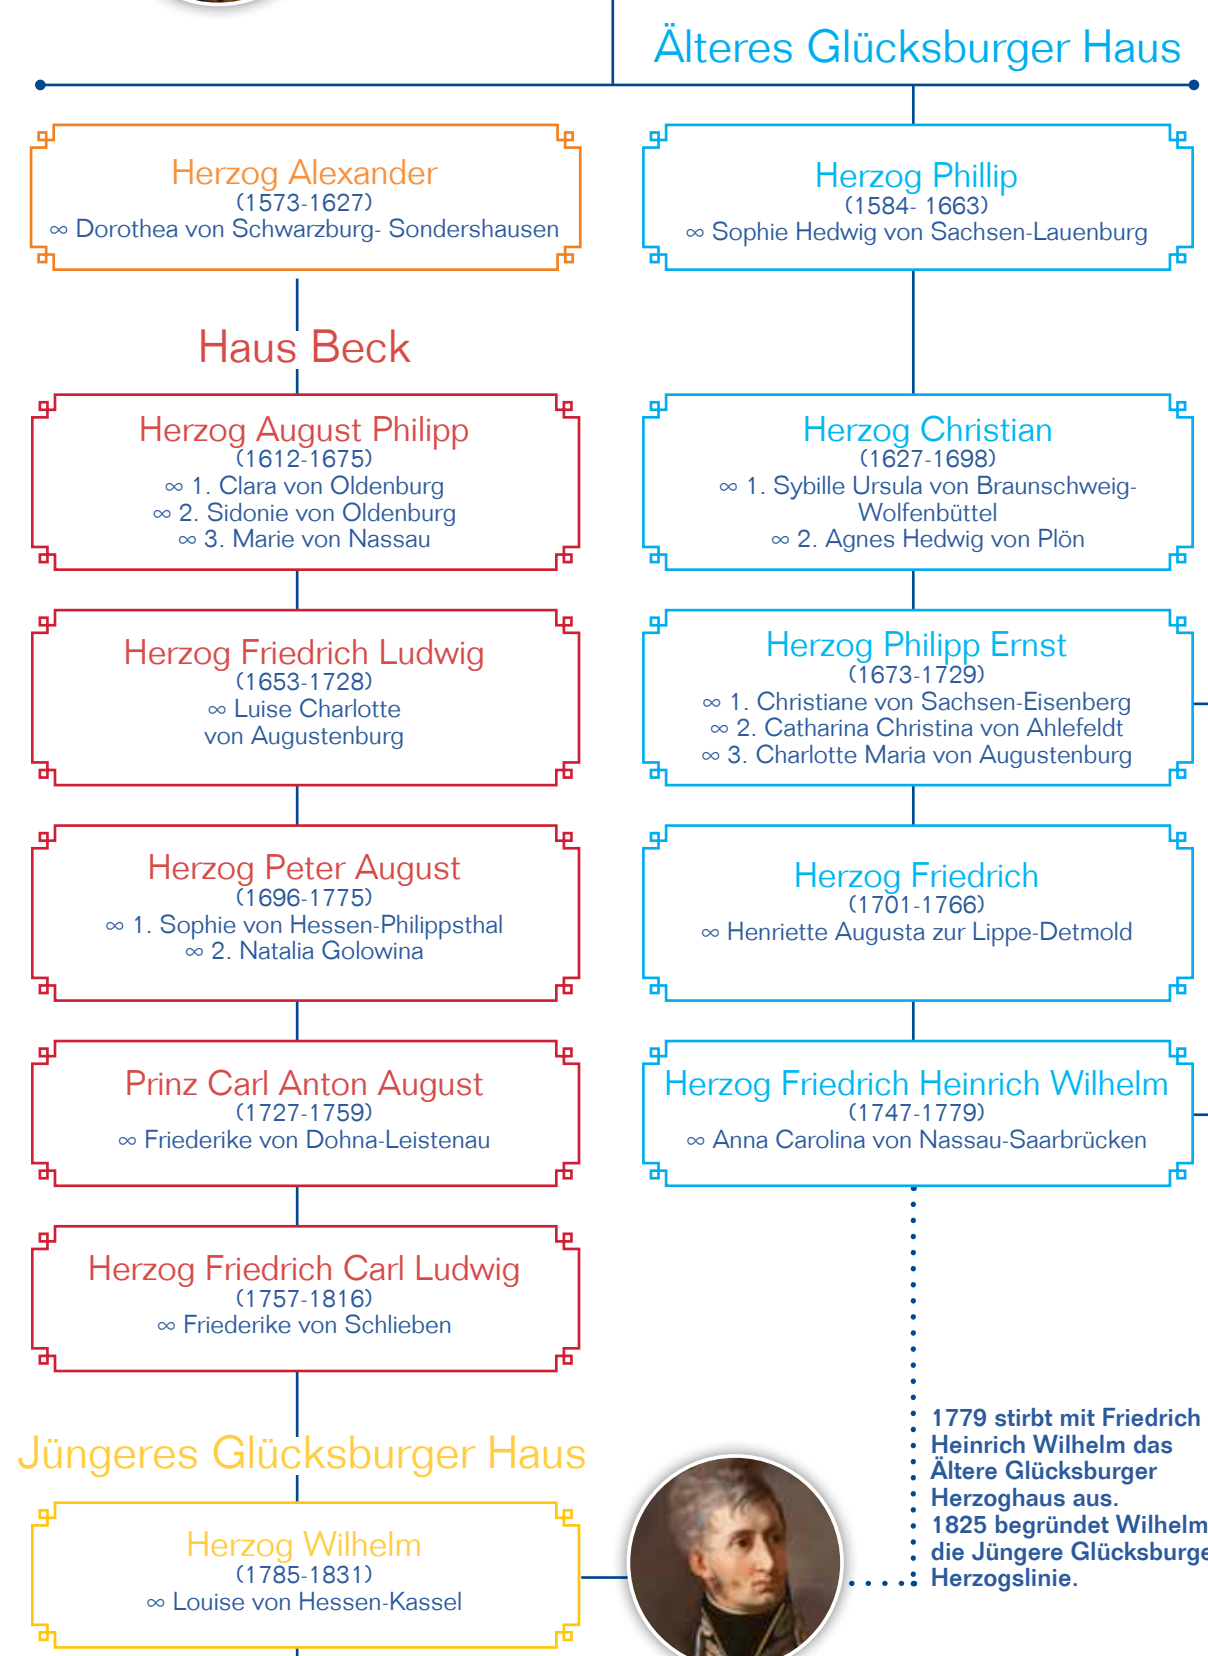 Älteres Glücksburger Haus
Herzog Alexander
(1573-1627)
∞ Dorothea von Schwarzburg- Sondershausen
Haus Beck
Herzog August Philipp
(1612-1675)
∞ 1. Clara von Oldenburg
∞ 2. Sidonie von Oldenburg
∞ 3. Marie von Nassau
Herzog Friedrich Ludwig
(1653-1728)
∞ Luise Charlotte
von Augustenburg
Herzog Peter August
(1696-1775)
∞ 1. Sophie von Hessen-Philippsthal
∞ 2. Natalia Golowina
Prinz Carl Anton August
(1727-1759)
∞ Friederike von Dohna-Leistenau
Herzog Friedrich Carl Ludwig
(1757-1816)
∞ Friederike von Schlieben
Jüngeres Glücksburger Haus
Herzog Wilhelm
(1785-1831)
∞ Louise von Hessen-Kassel
Herzog Phillip
(1584- 1663)
∞ Sophie Hedwig von Sachsen-Lauenburg
Herzog Christian
(1627-1698)
∞ 1. Sybille Ursula von Braunschweig-
Wolfenbüttel
∞ 2. Agnes Hedwig von Plön
Herzog Philipp Ernst
(1673-1729)
∞ 1. Christiane von Sachsen-Eisenberg
∞ 2. Catharina Christina von Ahlefeldt
∞ 3. Charlotte Maria von Augustenburg
Herzog Friedrich
(1701-1766)
∞ Henriette Augusta zur Lippe-Detmold
Herzog Friedrich Heinrich Wilhelm
(1747-1779)
∞ Anna Carolina von Nassau-Saarbrücken
1779 stirbt mit Friedrich
Heinrich Wilhelm das
Ältere Glücksburger
Herzoghaus aus.
1825 begründet Wilhelm
die Jüngere Glücksburge
Herzogslinie.